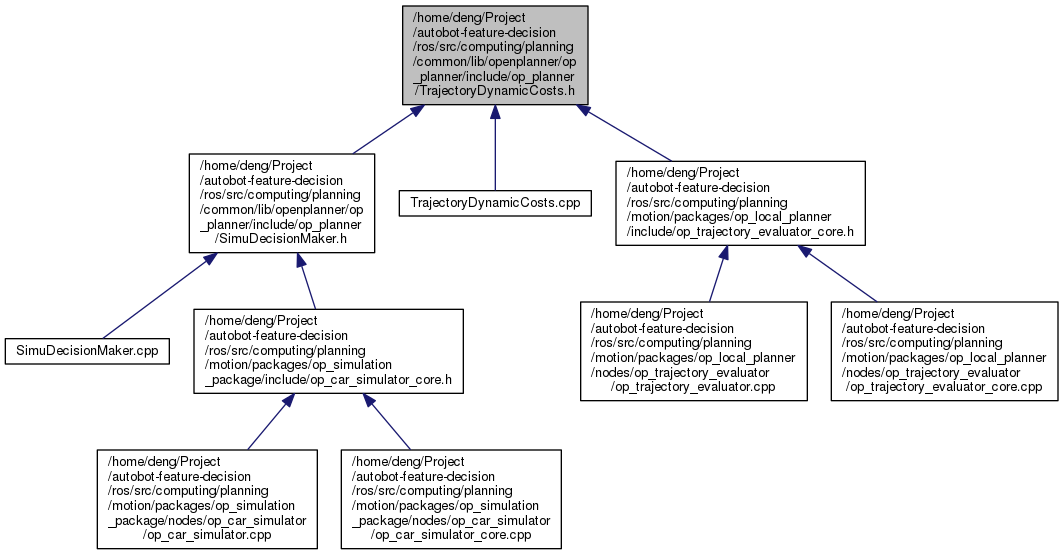 /home/deng/Project
/autobot-feature-decision
/ros/src/computing/planning
/common/lib/openplanner/op
_planner/include/op_planner
/TrajectoryDynamicCosts.h
/home/deng/Project
/autobot-feature-decision
/ros/src/computing/planning
/common/lib/openplanner/op
_planner/include/op_planner
/SimuDecisionMaker.h
TrajectoryDynamicCosts.cpp
/home/deng/Project
/autobot-feature-decision
/ros/src/computing/planning
/motion/packages/op_local_planner
/include/op_trajectory_evaluator_core.h
SimuDecisionMaker.cpp
/home/deng/Project
/autobot-feature-decision
/ros/src/computing/planning
/motion/packages/op_simulation
_package/include/op_car_simulator_core.h
/home/deng/Project
/autobot-feature-decision
/ros/src/computing/planning
/motion/packages/op_local_planner
/nodes/op_trajectory_evaluator
/op_trajectory_evaluator.cpp
/home/deng/Project
/autobot-feature-decision
/ros/src/computing/planning
/motion/packages/op_local_planner
/nodes/op_trajectory_evaluator
/op_trajectory_evaluator_core.cpp
/home/deng/Project
/autobot-feature-decision
/ros/src/computing/planning
/motion/packages/op_simulation
_package/nodes/op_car_simulator
/op_car_simulator.cpp
/home/deng/Project
/autobot-feature-decision
/ros/src/computing/planning
/motion/packages/op_simulation
_package/nodes/op_car_simulator
/op_car_simulator_core.cpp